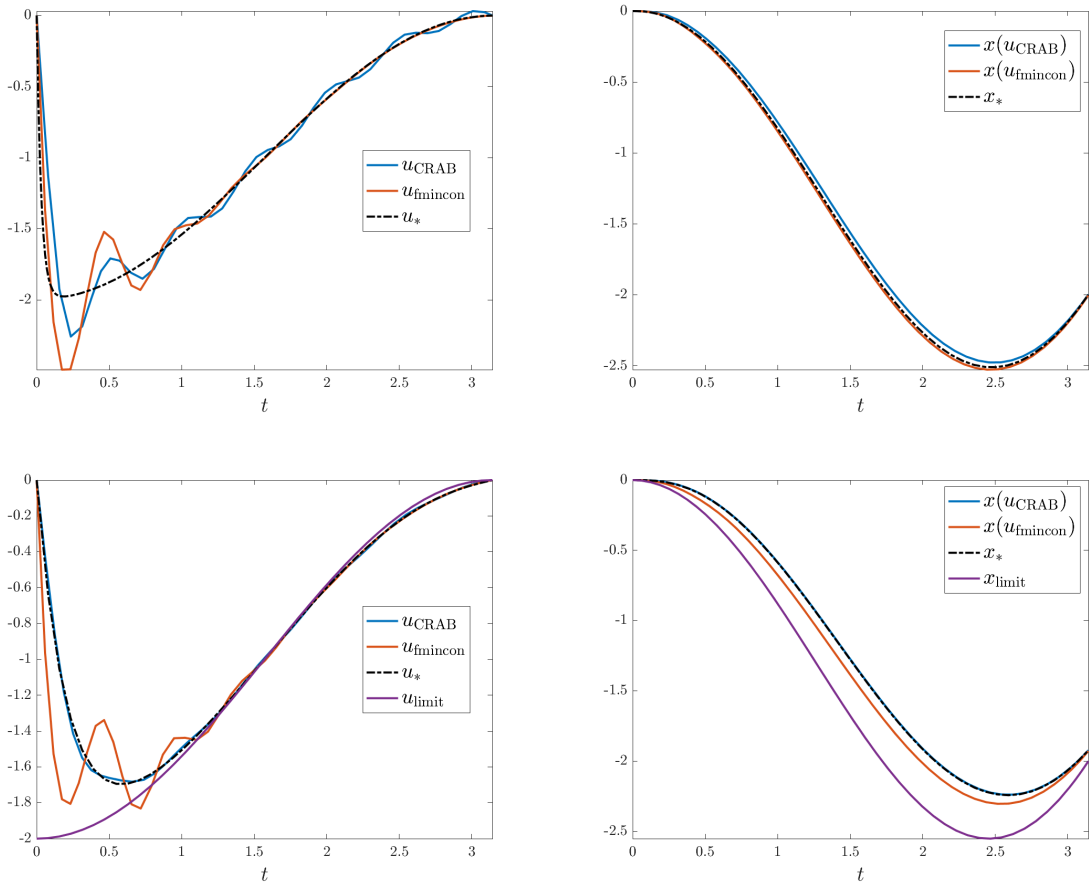 0
-0.5
-1
-1.5
-2
0 0.5 1 1.5 2 2.5 3
t
u_CRAB
u_fmincon
u_*
0
-0.5
-1
-1.5
-2
-2.5
0 0.5 1 1.5 2 2.5 3
t
x(u_CRAB)
x(u_fmincon)
x_*
0
-0.2
-0.4
-0.6
-0.8
-1
-1.2
-1.4
-1.6
-1.8
-2
0 0.5 1 1.5 2 2.5 3
t
u_CRAB
u_fmincon
u_*
u_limit
0
-0.5
-1
-1.5
-2
-2.5
0 0.5 1 1.5 2 2.5 3
t
x(u_CRAB)
x(u_fmincon)
x_*
x_limit